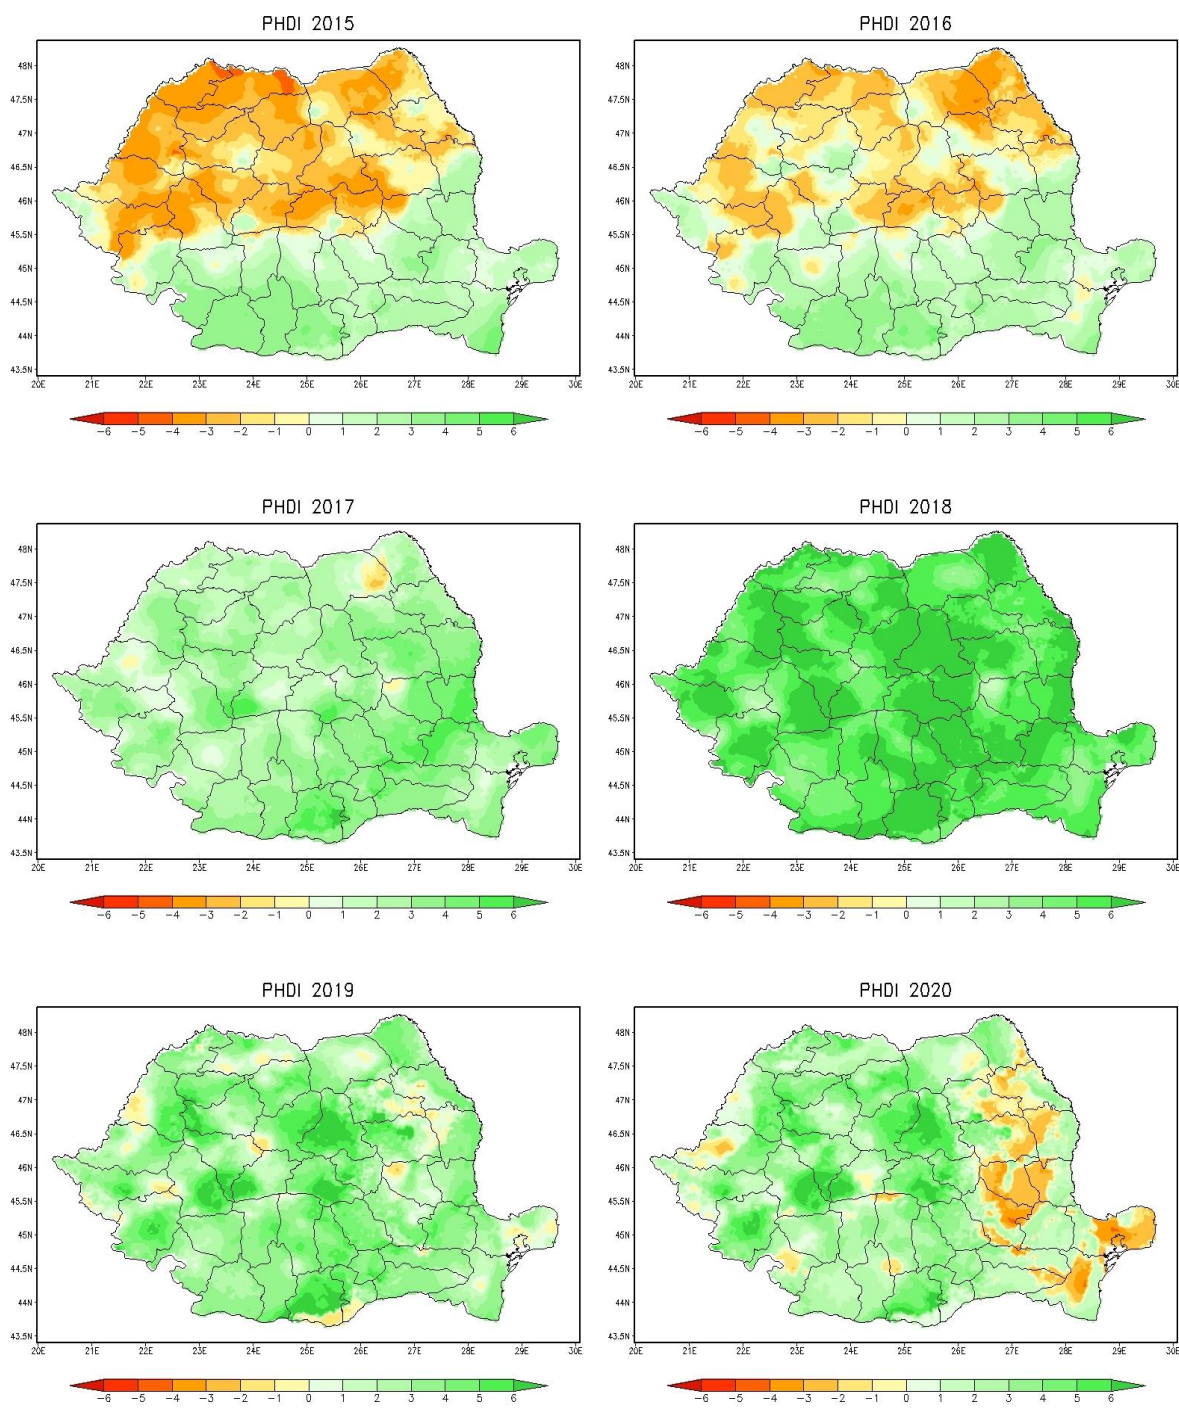 PHDI 2015
PHDI 2016
48N
47.5N
47N
46.5N
46N
45.5N
45N
44.5N
44N
43.5N
20E 21E 22E 23E 24E 25E 26E 27E 28E 29E 30E
48N
47.5N
47N
46.5N
46N
45.5N
45N
44.5N
44N
43.5N
20E 21E 22E 23E 24E 25E 26E 27E 28E 29E 30E
-6 -5 -4 -3 -2 -1 0 1 2 3 4 5 6
-6 -5 -4 -3 -2 -1 0 1 2 3 4 5 6
PHDI 2017
PHDI 2018
48N
47.5N
47N
46.5N
46N
45.5N
45N
44.5N
44N
43.5N
20E 21E 22E 23E 24E 25E 26E 27E 28E 29E 30E
48N
47.5N
47N
46.5N
46N
45.5N
45N
44.5N
44N
43.5N
20E 21E 22E 23E 24E 25E 26E 27E 28E 29E 30E
-6 -5 -4 -3 -2 -1 0 1 2 3 4 5 6
-6 -5 -4 -3 -2 -1 0 1 2 3 4 5 6
PHDI 2019
PHDI 2020
48N
47.5N
47N
46.5N
46N
45.5N
45N
44.5N
44N
43.5N
20E 21E 22E 23E 24E 25E 26E 27E 28E 29E 30E
48N
47.5N
47N
46.5N
46N
45.5N
45N
44.5N
44N
43.5N
20E 21E 22E 23E 24E 25E 26E 27E 28E 29E 30E
-6 -5 -4 -3 -2 -1 0 1 2 3 4 5 6
-6 -5 -4 -3 -2 -1 0 1 2 3 4 5 6